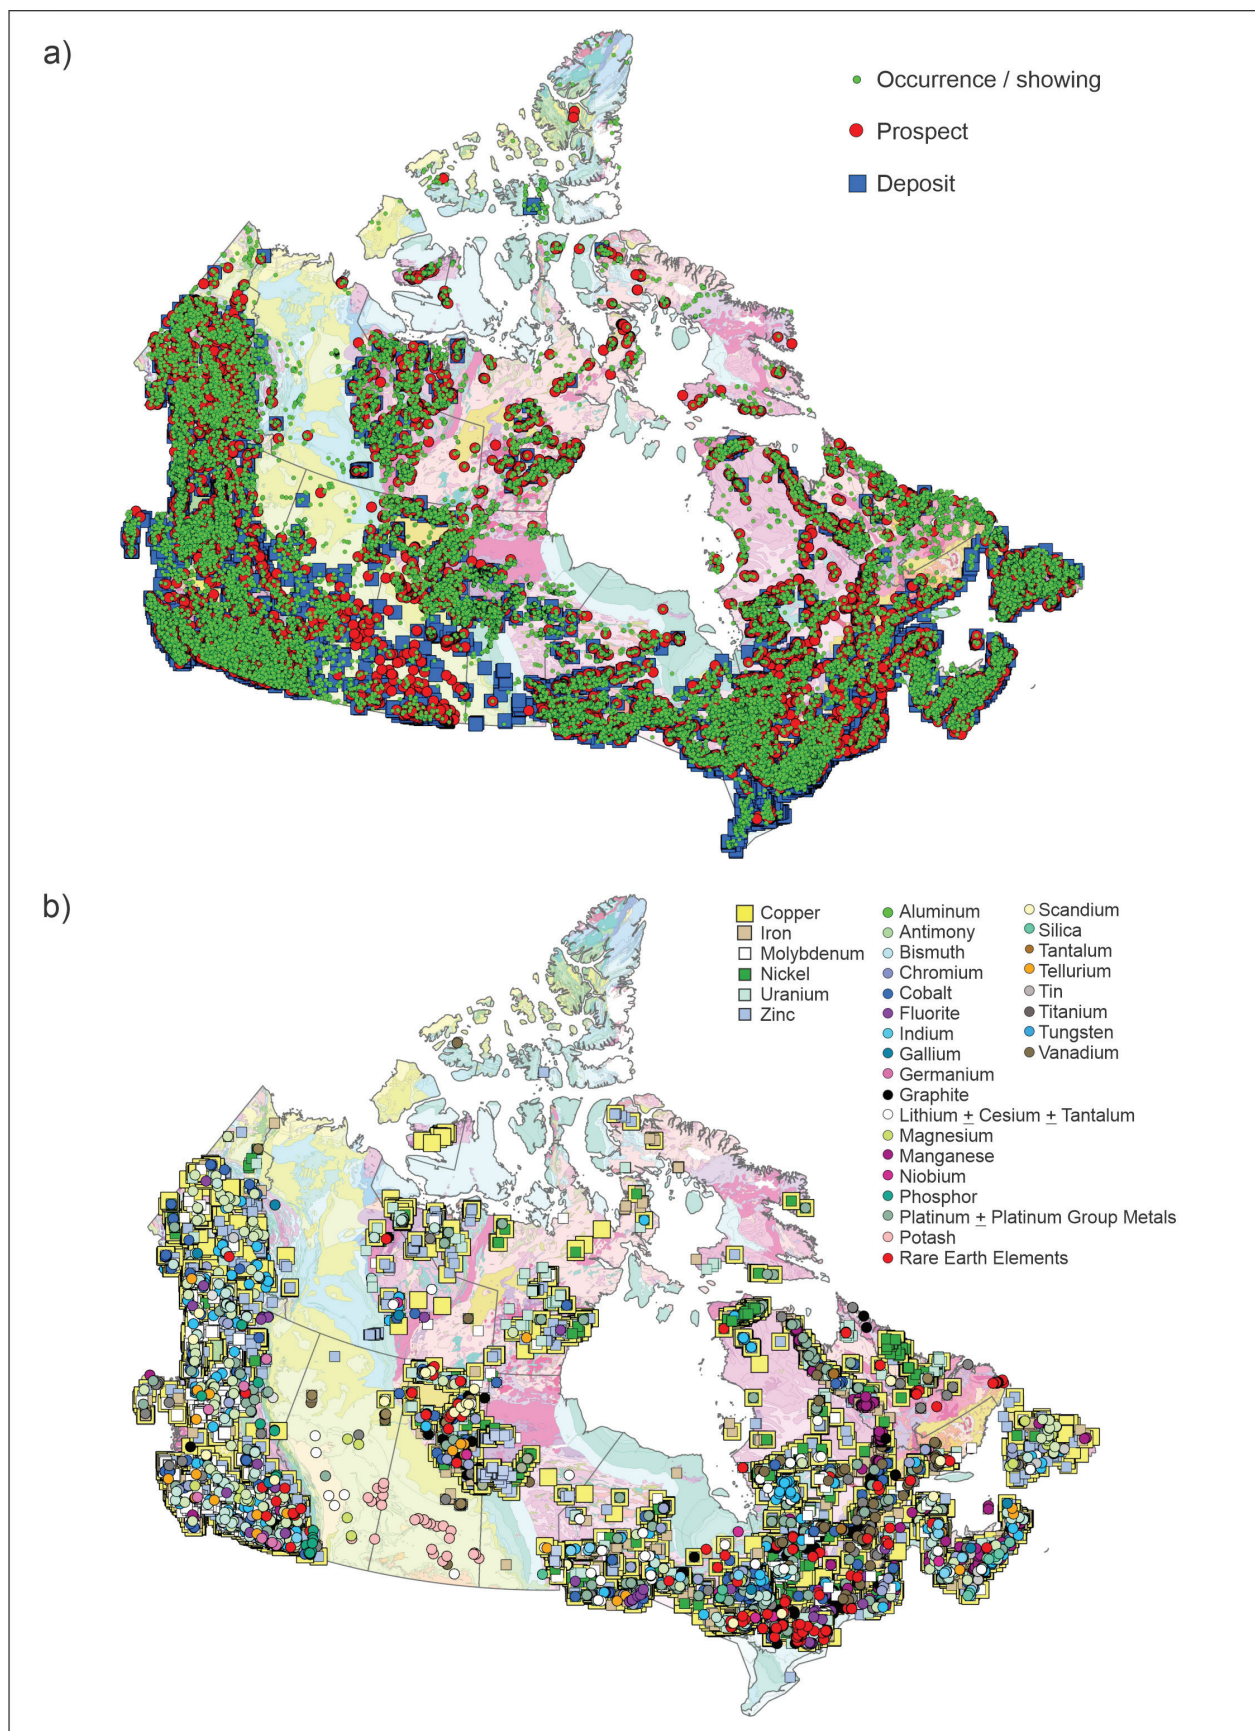 a)
Occurrence / showing
Prospect
Deposit
b)
Copper
Iron
Molybdenum
Nickel
Uranium
Zinc
Aluminum
Antimony
Bismuth
Chromium
Cobalt
Fluorite
Indium
Gallium
Germanium
Graphite
Lithium ± Cesium ± Tantalum
Magnesium
Manganese
Niobium
Phosphor
Platinum ± Platinum Group Metals
Potash
Rare Earth Elements
Scandium
Silica
Tantalum
Tellurium
Tin
Titanium
Tungsten
Vanadium